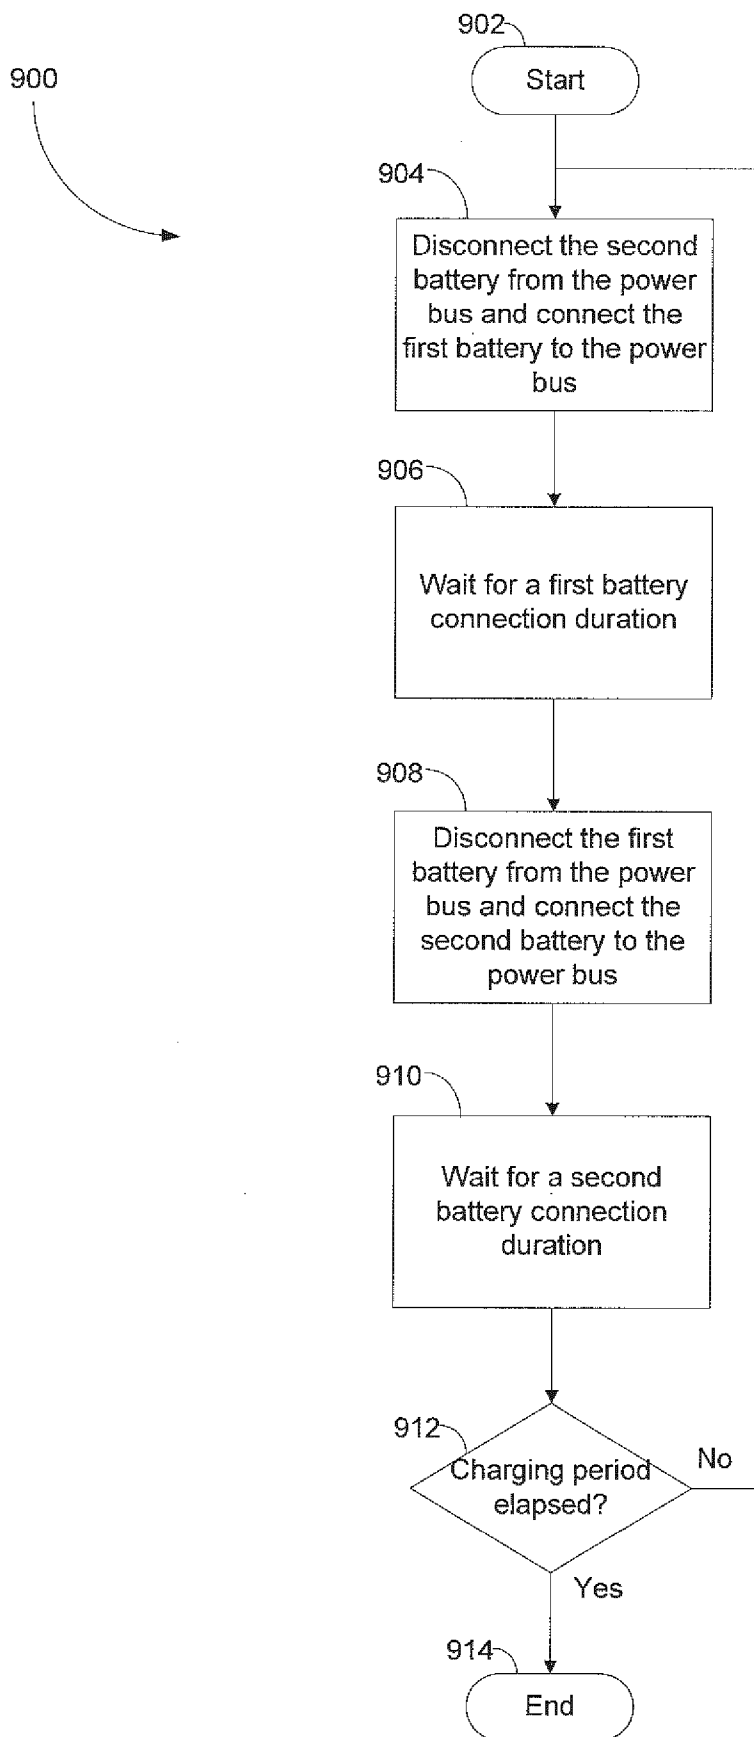 902
Start
900
904
Disconnect the second
battery from the power
bus and connect the
first battery to the power
bus
906
Wait for a first battery
connection duration
908
Disconnect the first
battery from the power
bus and connect the
second battery to the
power bus
910
Wait for a second
battery connection
duration
912
Charging period
elapsed?
No
Yes
914
End